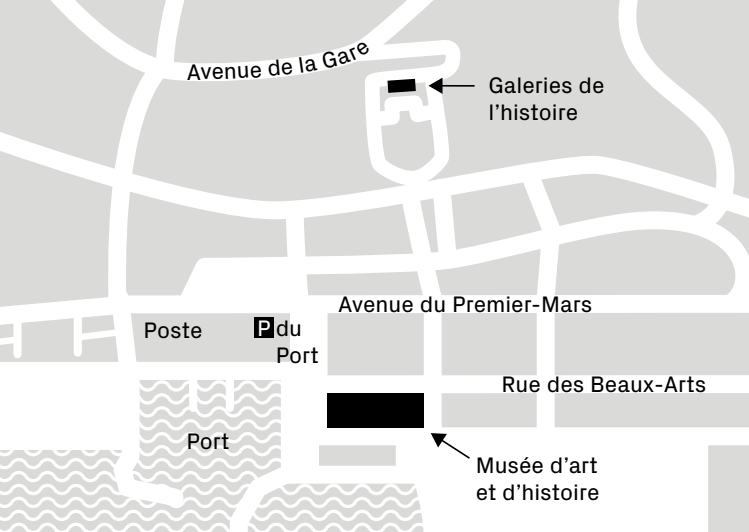 Avenue de la Gare
Galeries de
l’histoire
Avenue du Premier-Mars
Poste
P du
Port
Rue des Beaux-Arts
Port
Musée d’art
et d’histoire